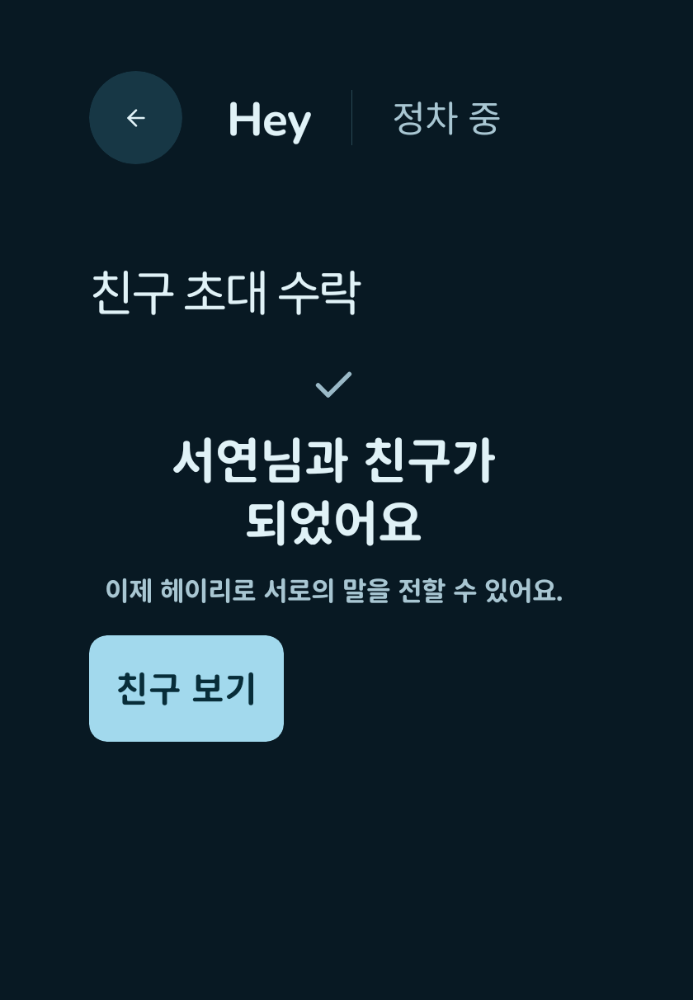 Hey 정차 중
친구 초대 수락
서연님과 친구가
되었어요
이제 헤이리로 서로의 말을 전할 수 있어요.
친구 보기